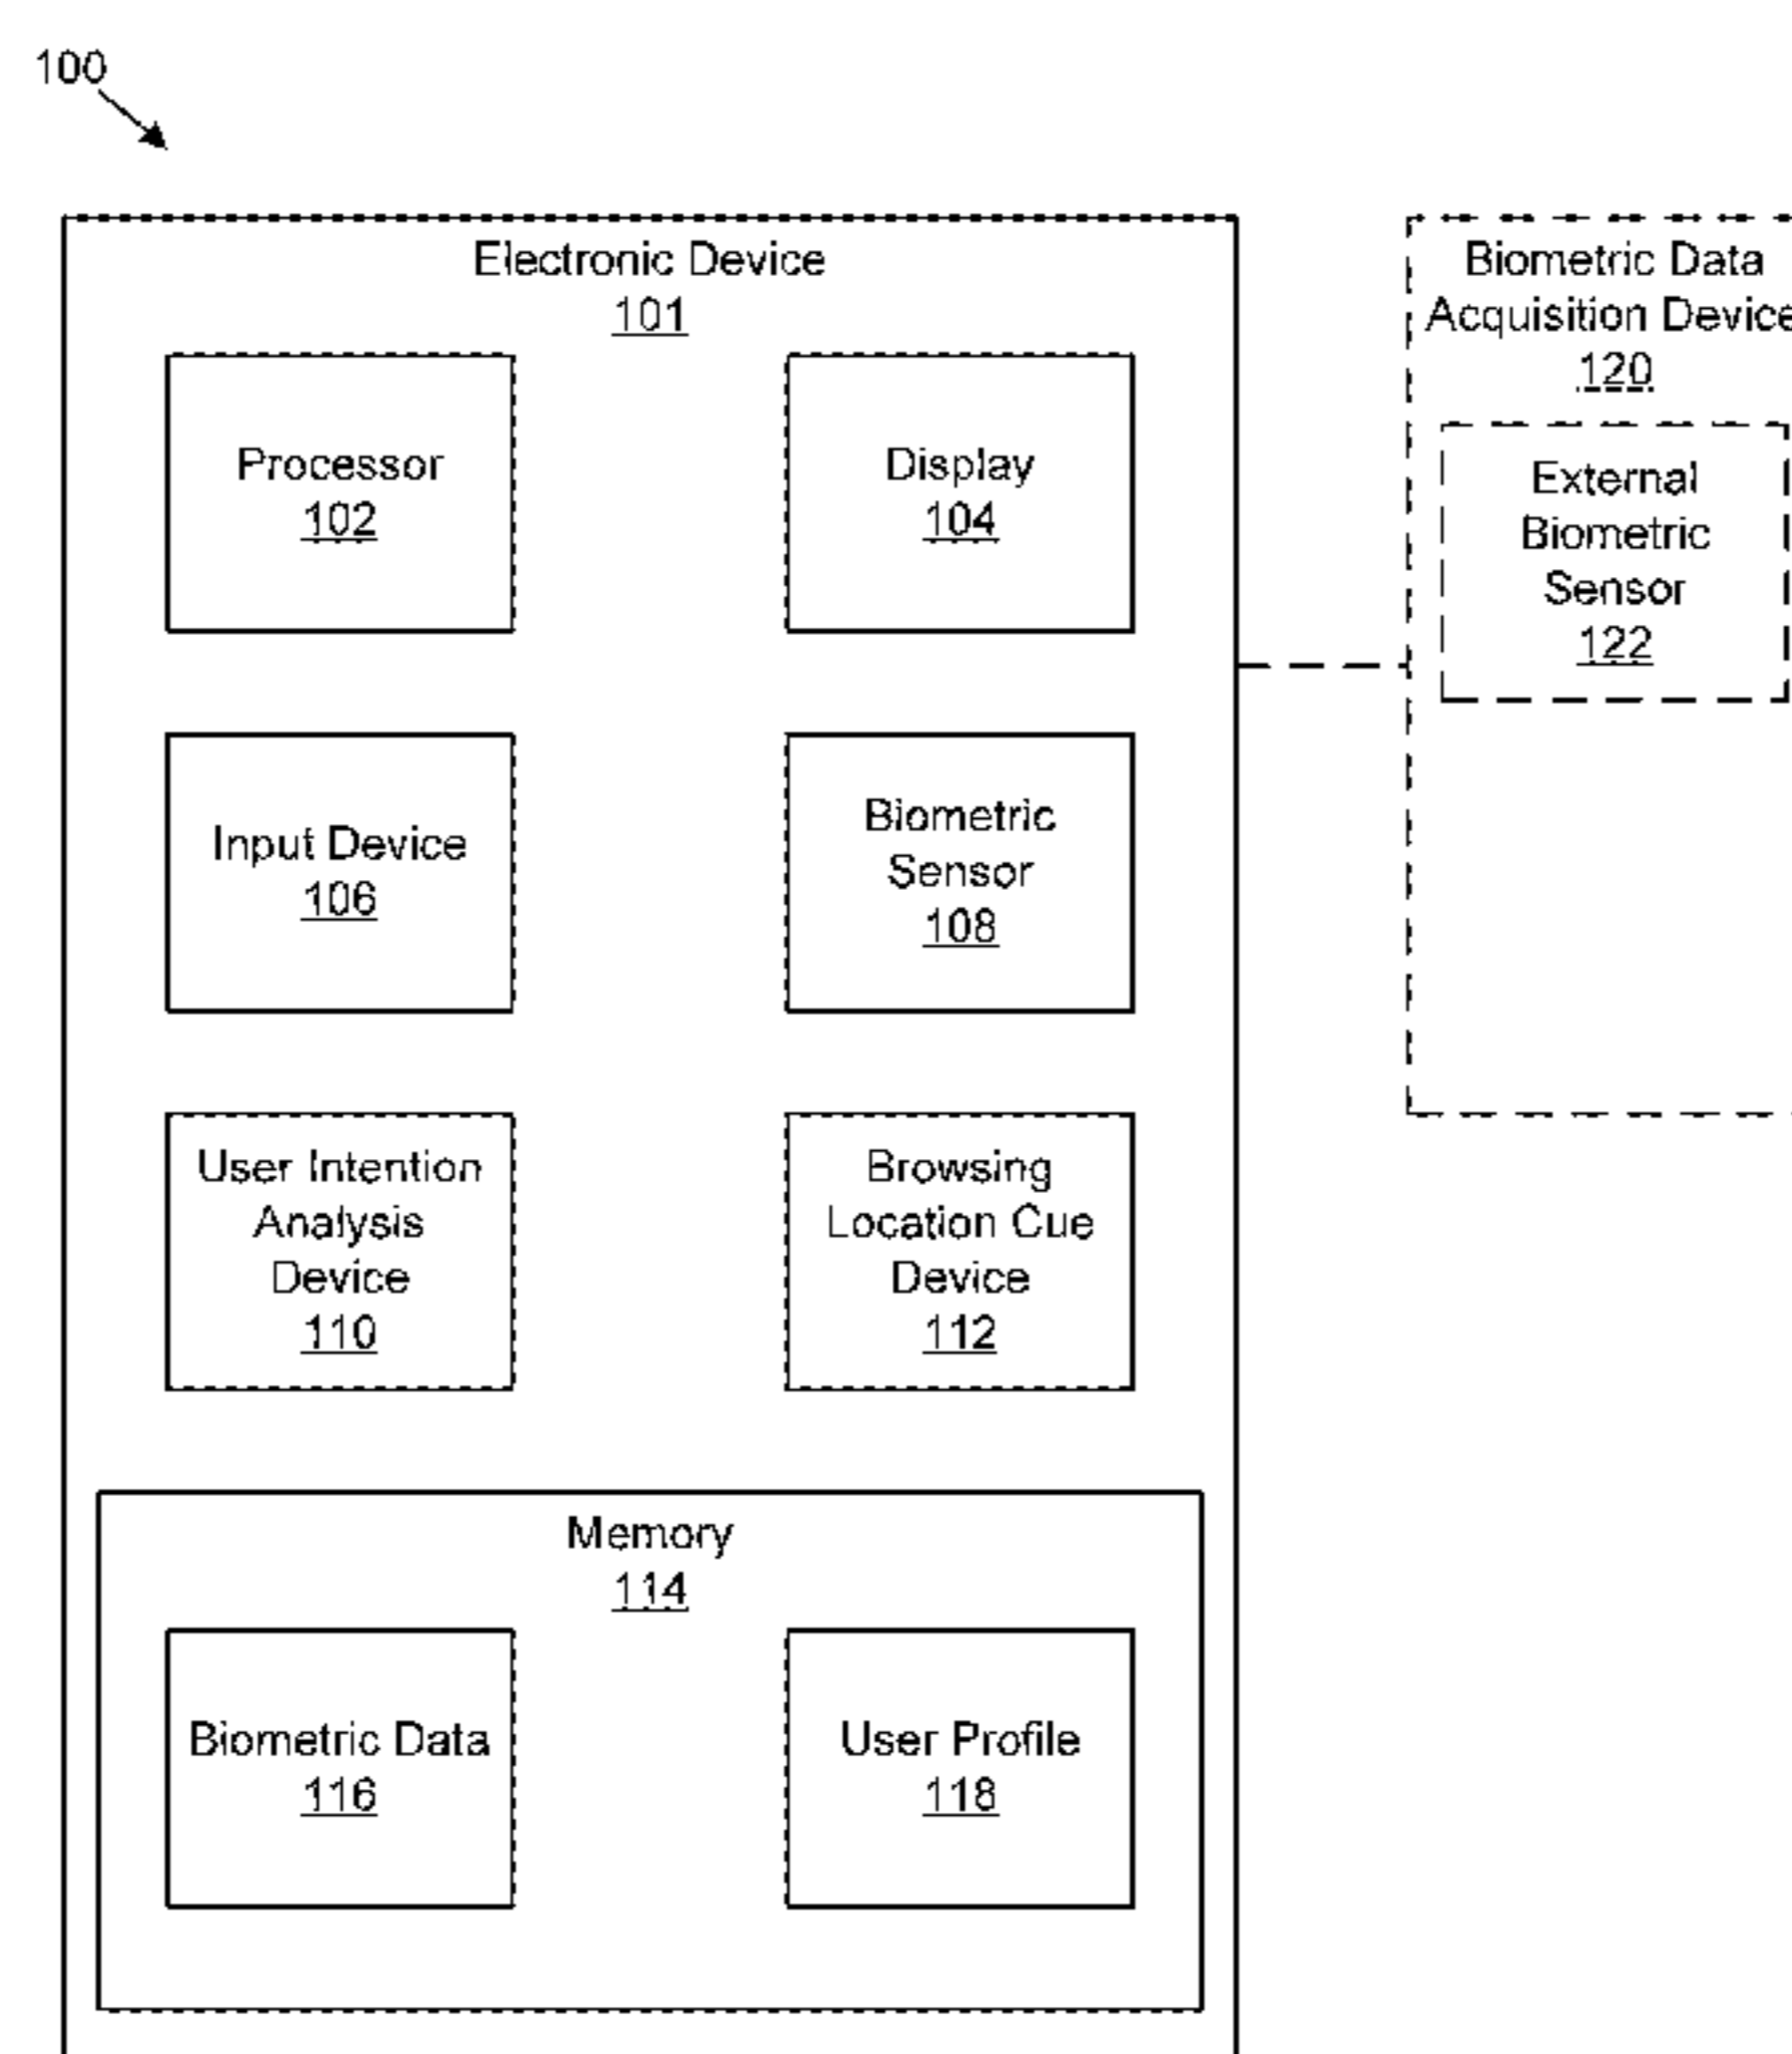 100
Electronic Device
101
Processor
102
Display
104
Input Device
106
Biometric
Sensor
108
User Intention
Analysis
Device
110
Browsing
Location Cue
Device
112
Memory
114
Biometric Data
116
User Profile
118
Biometric Data
Acquisition Device
120
External
Biometric
Sensor
122